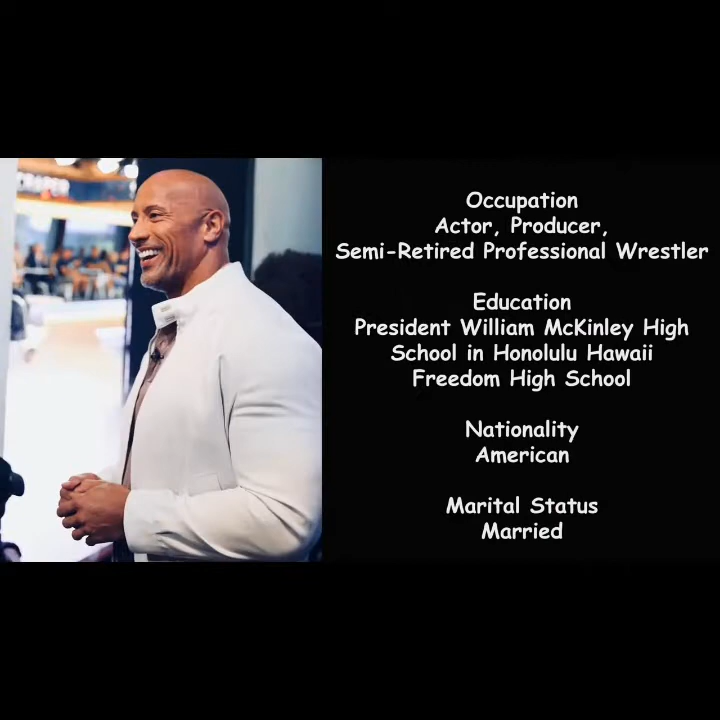 CRAPER
Occupation
Actor, Producer,
Semi-Retired Professional Wrestler
Education
President William McKinley High
School in Honolulu Hawaii
Freedom High School
Nationality
American
Marital Status
Married